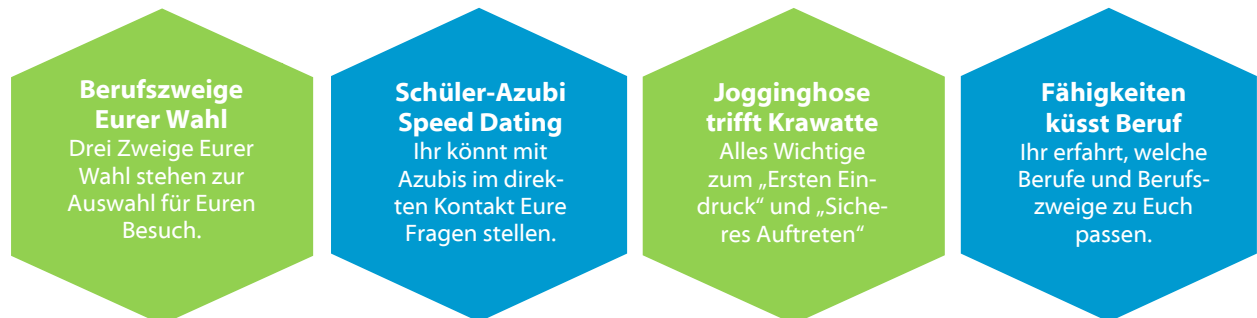 Berufszweige
Eurer Wahl
Drei Zweige Eurer
Wahl stehen zur
Auswahl für Euren
Besuch.
Schüler-Azubi
Speed Dating
Ihr könnt mit
Azubis im direk-
ten Kontakt Eure
Fragen stellen.
Jogginghose
trifft Krawatte
Alles Wichtige
zum „Ersten Ein-
druck“ und „Siche-
res Auftreten“
Fähigkeiten
küsst Beruf
Ihr erfahrt, welche
Berufe und Berufs-
zweige zu Euch
passen.